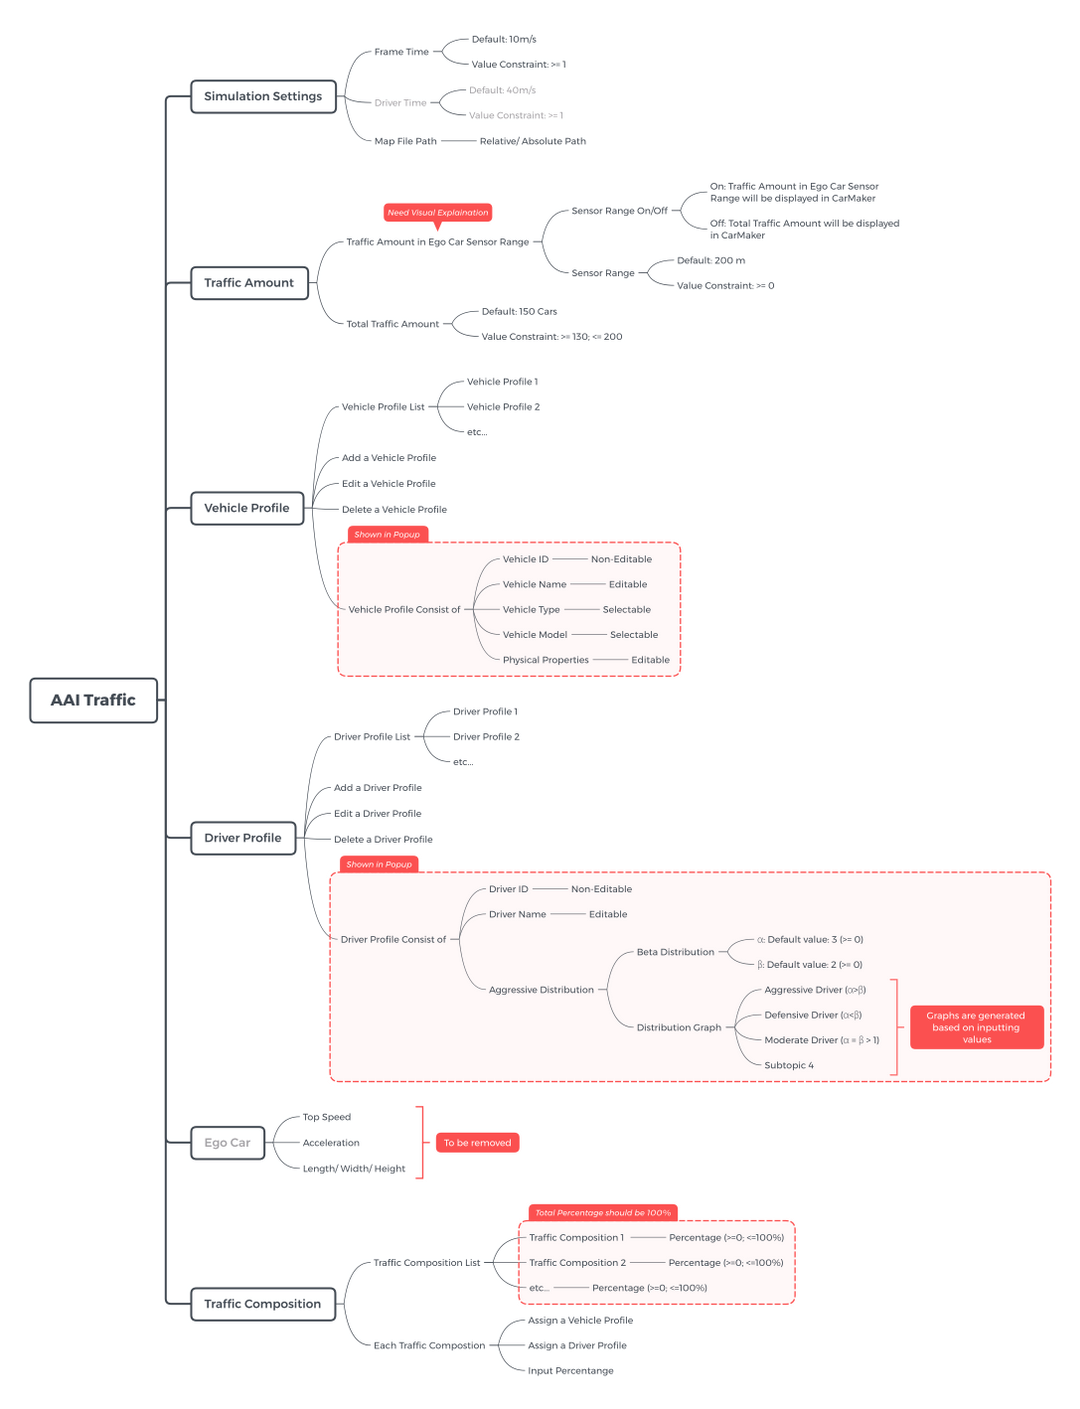 AAI Traffic
Simulation Settings
Frame Time
Default: 10m/s
Value Constraint: >= 1
Driver Time
Default: 40m/s
Value Constraint: >= 1
Map File Path
Relative/ Absolute Path
Traffic Amount
Need Visual Explaination
Traffic Amount in Ego Car Sensor Range
Sensor Range On/Off
On: Traffic Amount in Ego Car Sensor
Range will be displayed in CarMaker
Off: Total Traffic Amount will be displayed
in CarMaker
Sensor Range
Default: 200 m
Value Constraint: >= 0
Total Traffic Amount
Default: 150 Cars
Value Constraint: >= 130; <= 200
Vehicle Profile
Vehicle Profile List
Vehicle Profile 1
Vehicle Profile 2
etc...
Add a Vehicle Profile
Edit a Vehicle Profile
Delete a Vehicle Profile
Shown in Popup
Vehicle Profile Consist of
Vehicle ID
Non-Editable
Vehicle Name
Editable
Vehicle Type
Selectable
Vehicle Model
Selectable
Physical Properties
Editable
Driver Profile
Driver Profile List
Driver Profile 1
Driver Profile 2
etc...
Add a Driver Profile
Edit a Driver Profile
Delete a Driver Profile
Shown in Popup
Driver Profile Consist of
Driver ID
Non-Editable
Driver Name
Editable
Aggressive Distribution
Beta Distribution
α: Default value: 3 (>= 0)
β: Default value: 2 (>= 0)
Distribution Graph
Aggressive Driver (α>β)
Defensive Driver (α<β)
Moderate Driver (α = β > 1)
Subtopic 4
Graphs are generated
based on inputting
values
Ego Car
Top Speed
Acceleration
Length/ Width/ Height
To be removed
Traffic Composition
Total Percentage should be 100%
Traffic Composition List
Traffic Composition 1
Percentage (>=0; <=100%)
Traffic Composition 2
Percentage (>=0; <=100%)
etc...
Percentage (>=0; <=100%)
Each Traffic Compostion
Assign a Vehicle Profile
Assign a Driver Profile
Input Percentange